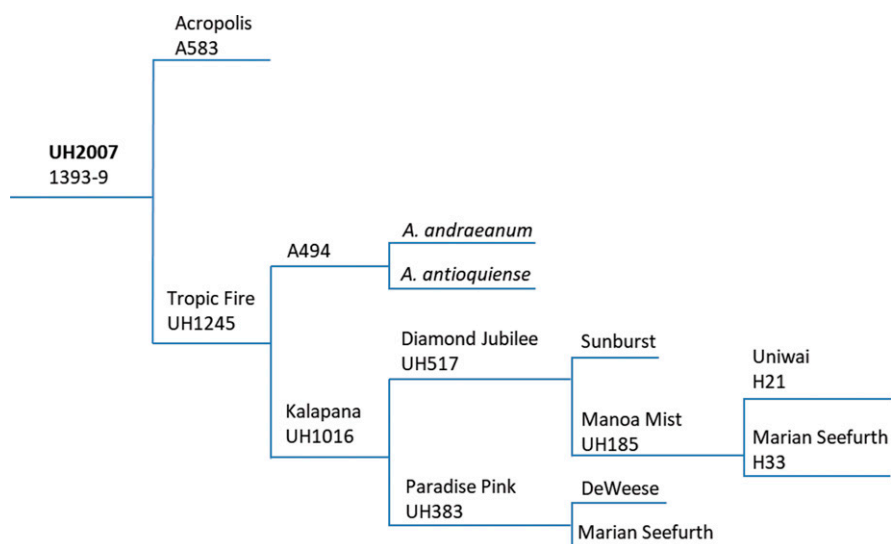 Acropolis
A583
UH2007
1393-9
A494
A. andraeanum
A. antioquiense
Tropic Fire
UH1245
Diamond Jubilee
UH517
Sunburst
Uniwai
H21
Kalapana
UH1016
Manoa Mist
UH185
Marian Seefurth
H33
Paradise Pink
UH383
DeWeese
Marian Seefurth